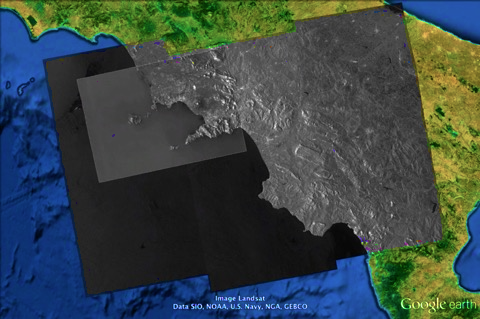 Image Landsat
Data SIO, NOAA, U.S. Navy, NGA, GEBCO
Google earth